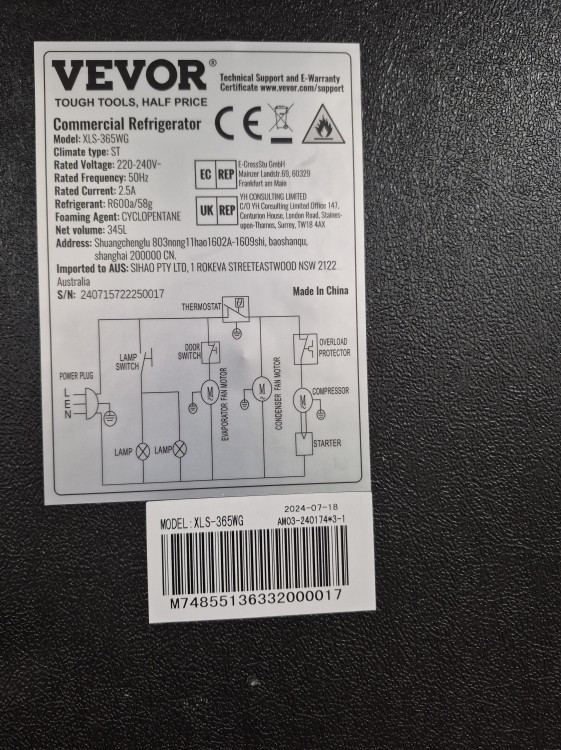 VEVOR®
TOUGH TOOLS, HALF PRICE
Technical Support and E-Warranty
Certificate www.vevor.com/support
Commercial Refrigerator
Model: XLS-365WG
Climate type: ST
Rated Voltage: 220-240V~
Rated Frequency: 50Hz
Rated Current: 2.5A
Refrigerant: R600a/58g
Foaming Agent: CYCLOPENTANE
Net volume: 345L
CE
EC REP
E-CrossStu GmbH
Mainzer Landstr.69, 60329
Frankfurt am Main
UK REP
YH CONSULTING LIMITED
C/O YH Consulting Limited Office 147,
Centurion House, London Road, Staines-
upon-Thames, Surrey, TW18 4AX
Address: Shuangchenglu 803nong11hao1602A-1609shi, baoshanqu,
shanghai 200000 CN.
Imported to AUS: SIHAO PTY LTD, 1 ROKEVA STREETEASTWOOD NSW 2122
Australia
S/N: 240715722250017
Made In China
THERMOSTAT
LAMP
SWITCH
DOOR
SWITCH
OVERLOAD
PROTECTOR
POWER PLUG
L
E
N
M
EVAPORATOR FAN MOTOR
M
CONDENSER FAN MOTOR
M
COMPRESSOR
STARTER
LAMP
LAMP
2024-07-18
MODEL: XLS-365WG
AM03-240174*3-1
M74855136332000017